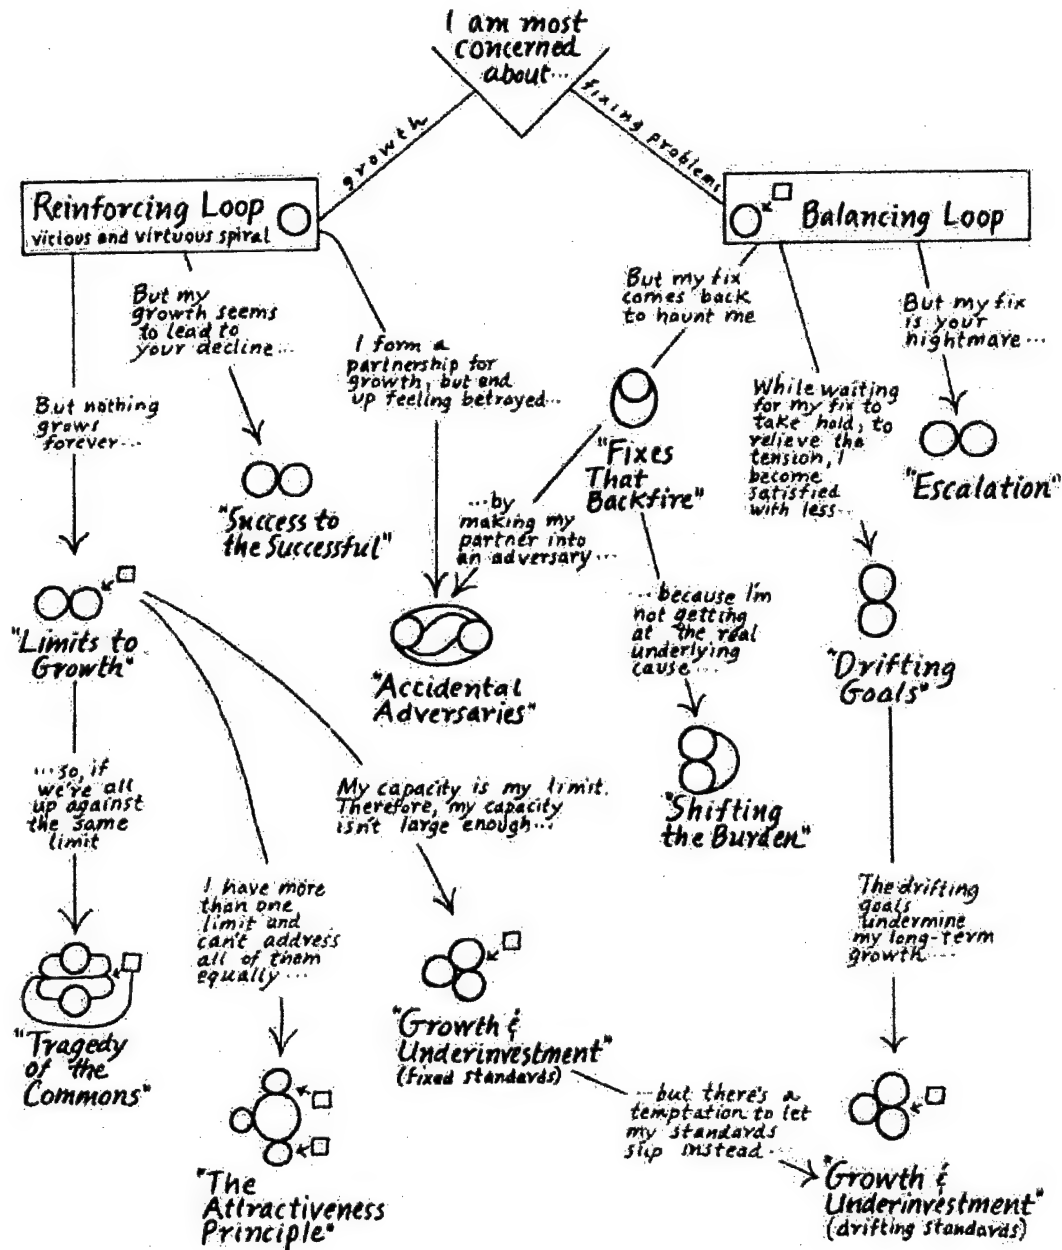 I am most
concerned
about...
growth
fixing problems
Reinforcing Loop
vicious and virtuous spiral
Balancing Loop
But my
growth seems
to lead to
your decline...
I form a
partnership for
growth, but end
up feeling betrayed...
But my fix
comes back
to haunt me
But my fix
is your
nightmare...
But nothing
grows
forever...
While waiting
for my fix to
take hold, to
relieve the
tension, I
become
satisfied
with less...
"Success to
the Successful"
"Fixes
That
Backfire"
"Escalation"
...by
making my
partner into
an adversary...
"Limits to
Growth"
"Accidental
Adversaries"
...because I'm
not getting
at the real
underlying
cause...
"Drifting
Goals"
...so, if
we're all
up against
the same
limit
My capacity is my limit.
Therefore, my capacity
isn't large enough...
"Shifting
the Burden"
I have more
than one
limit and
can't address
all of them
equally...
The drifting
goals
undermine
my long-term
growth...
"Tragedy
of the
Commons"
"Growth &
Underinvestment"
(fixed standards)
...but there's a
temptation to let
my standards
slip instead...
"The
Attractiveness
Principle"
"Growth &
Underinvestment"
(drifting standards)